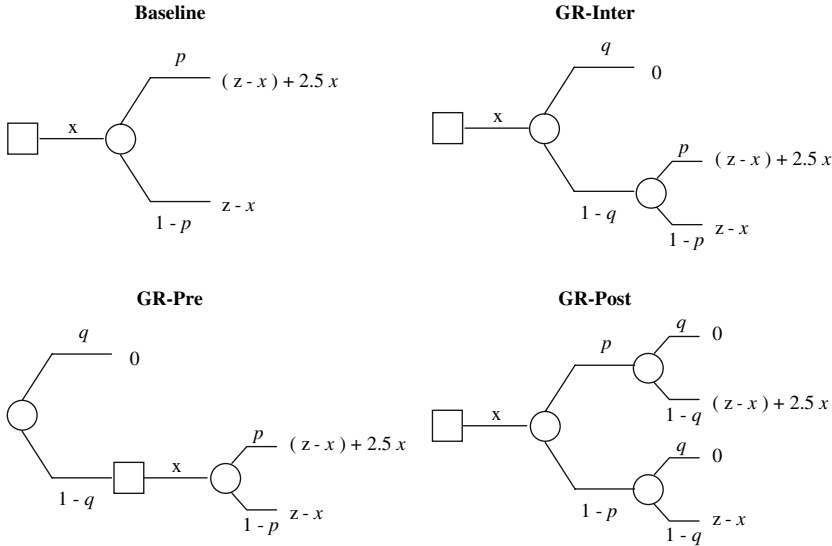 Baseline
p
( z - x ) + 2.5 x
x
z - x
1 - p
GR-Inter
q
0
x
p
( z - x ) + 2.5 x
1 - q
z - x
1 - p
GR-Pre
q
0
p
( z - x ) + 2.5 x
x
1 - q
z - x
1 - p
GR-Post
q
0
p
1 - q
( z - x ) + 2.5 x
x
q
0
1 - p
z - x
1 - q